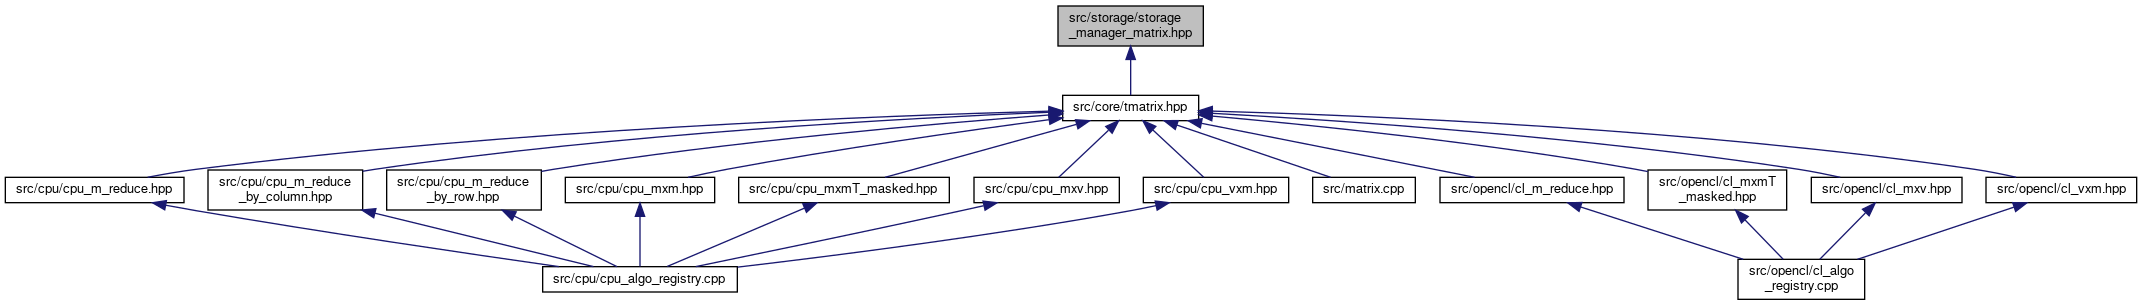 src/storage/storage
_manager_matrix.hpp
src/core/tmatrix.hpp
src/cpu/cpu_m_reduce.hpp
src/cpu/cpu_m_reduce
_by_column.hpp
src/cpu/cpu_m_reduce
_by_row.hpp
src/cpu/cpu_mxm.hpp
src/cpu/cpu_mxmT_masked.hpp
src/cpu/cpu_mxv.hpp
src/cpu/cpu_vxm.hpp
src/matrix.cpp
src/opencl/cl_m_reduce.hpp
src/opencl/cl_mxmT
_masked.hpp
src/opencl/cl_mxv.hpp
src/opencl/cl_vxm.hpp
src/cpu/cpu_algo_registry.cpp
src/opencl/cl_algo
_registry.cpp